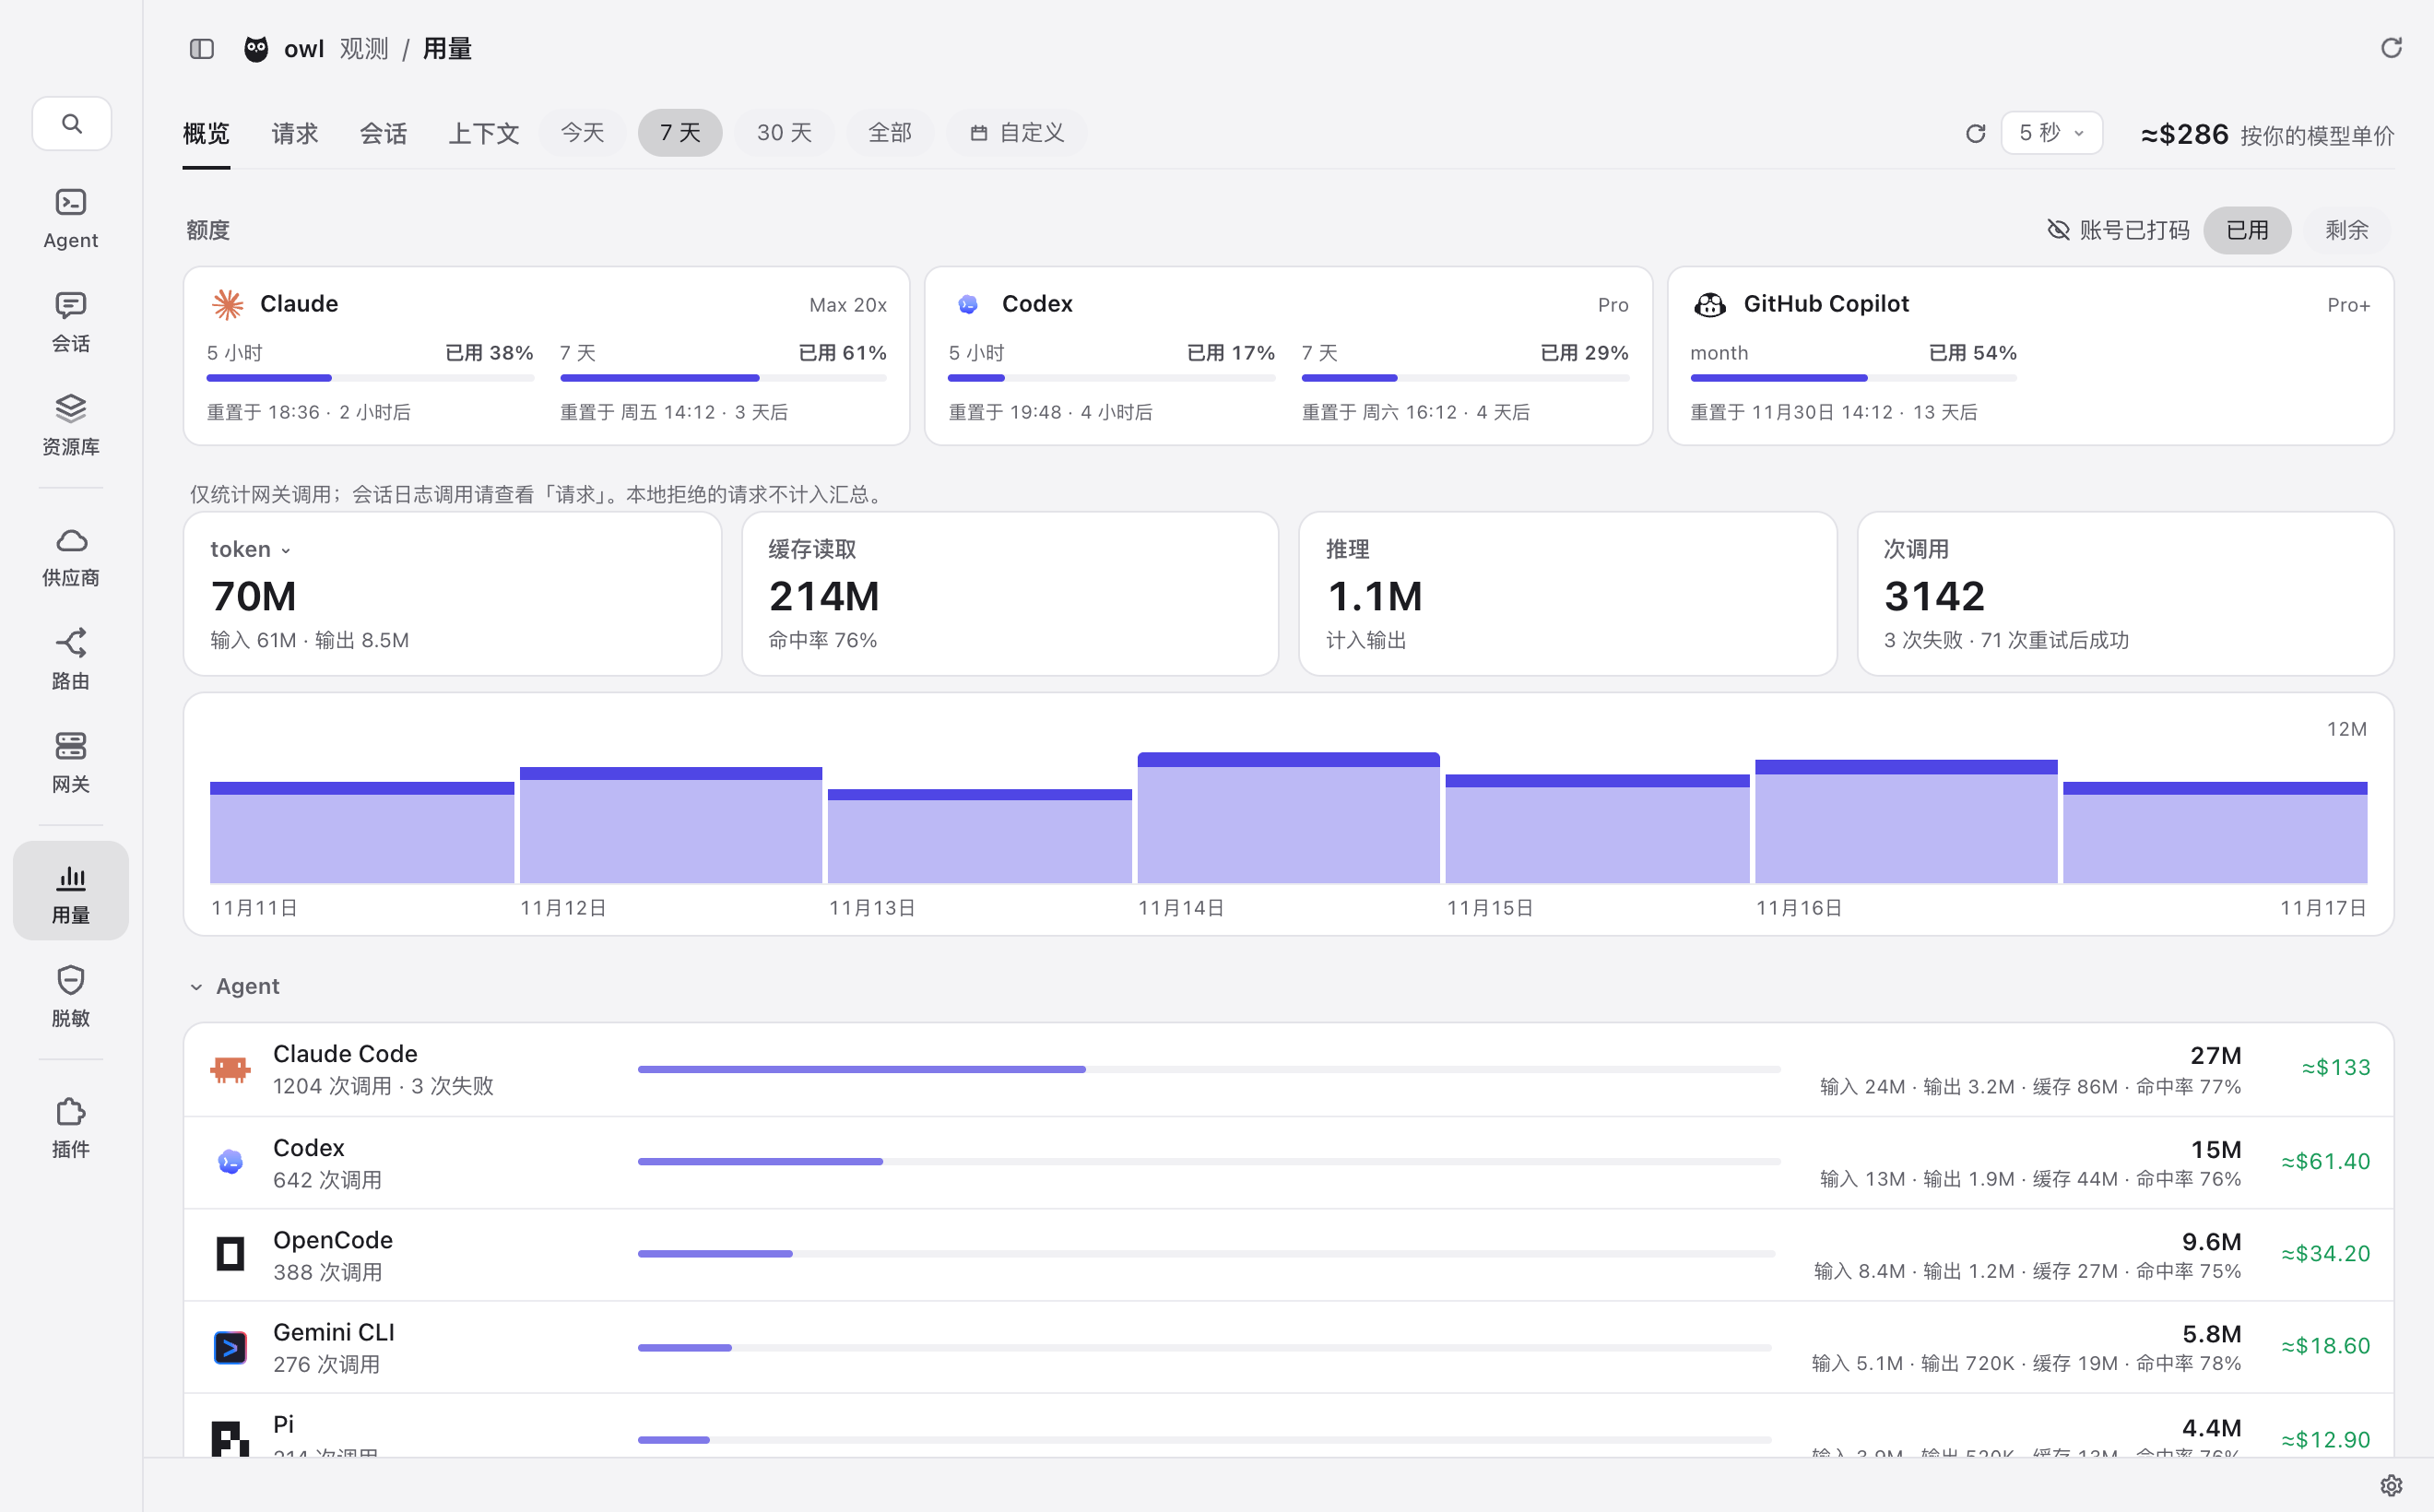 owl 观测 / 用量
概览 请求 会话 上下文 今天 7 天 30 天 全部 自定义 5 秒 ≈$286 按你的模型单价
Agent
会话
资源库
供应商
路由
网关
用量
脱敏
插件
额度 账号已打码 已用 剩余
Claude Max 20x
5 小时 已用 38% 7 天 已用 61%
重置于 18:36 · 2 小时后 重置于 周五 14:12 · 3 天后
Codex Pro
5 小时 已用 17% 7 天 已用 29%
重置于 19:48 · 4 小时后 重置于 周六 16:12 · 4 天后
GitHub Copilot Pro+
month 已用 54%
重置于 11月30日 14:12 · 13 天后
仅统计网关调用；会话日志调用请查看「请求」。本地拒绝的请求不计入汇总。
token
70M
输入 61M · 输出 8.5M
缓存读取
214M
命中率 76%
推理
1.1M
计入输出
次调用
3142
3 次失败 · 71 次重试后成功
12M
11月11日 11月12日 11月13日 11月14日 11月15日 11月16日 11月17日
Agent
Claude Code 27M ≈$133
1204 次调用 · 3 次失败 输入 24M · 输出 3.2M · 缓存 86M · 命中率 77%
Codex 15M ≈$61.40
642 次调用 输入 13M · 输出 1.9M · 缓存 44M · 命中率 76%
OpenCode 9.6M ≈$34.20
388 次调用 输入 8.4M · 输出 1.2M · 缓存 27M · 命中率 75%
Gemini CLI 5.8M ≈$18.60
276 次调用 输入 5.1M · 输出 720K · 缓存 19M · 命中率 78%
Pi 4.4M ≈$12.90
214 次调用 输入 3.9M · 输出 520K · 缓存 13M · 命中率 76%